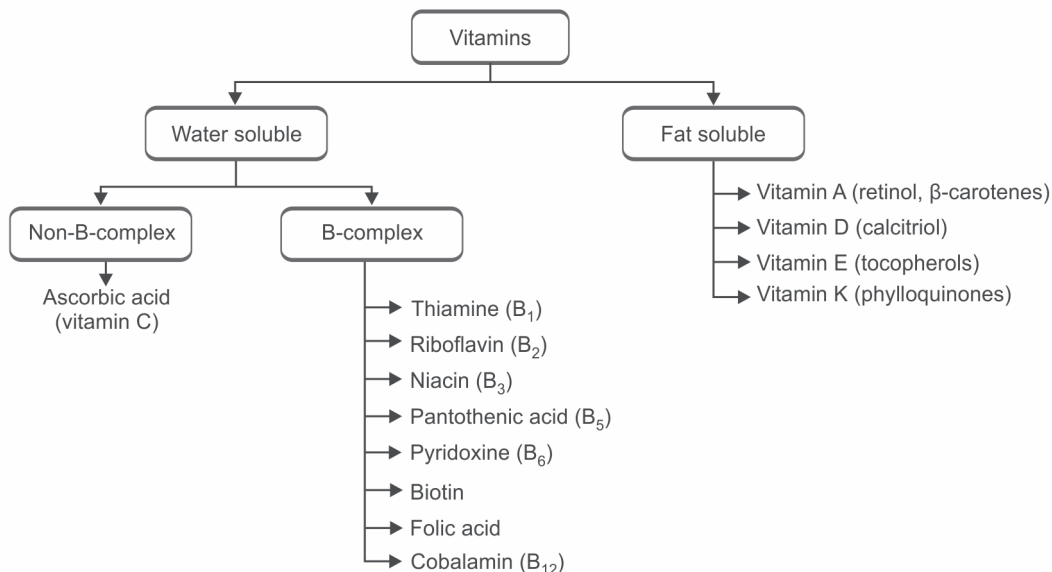 Vitamins
Water soluble
Fat soluble
Non-B-complex
B-complex
Ascorbic acid
(vitamin C)
Thiamine (B₁)
Riboflavin (B₂)
Niacin (B₃)
Pantothenic acid (B₅)
Pyridoxine (B₆)
Biotin
Folic acid
Cobalamin (B₁₂)
Vitamin A (retinol, β-carotenes)
Vitamin D (calcitriol)
Vitamin E (tocopherols)
Vitamin K (phylloquinones)